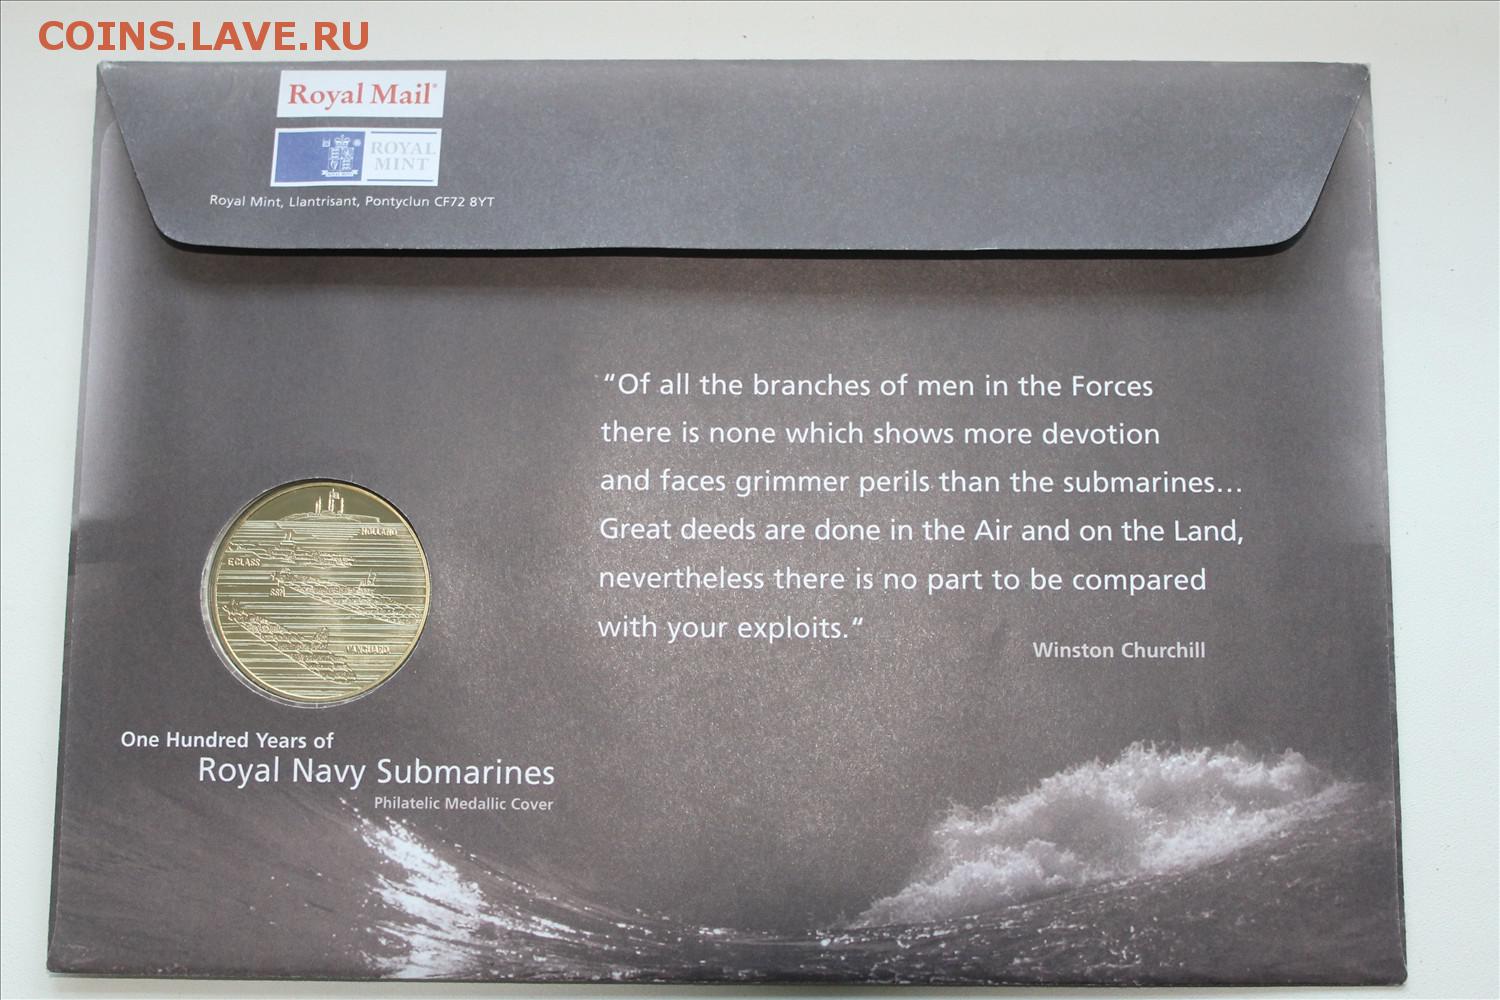 COINS.LAVE.RU
Royal Mail®
ROYAL
MINT
Royal Mint, Llantrisant, Pontyclun CF72 8YT
“Of all the branches of men in the Forces
there is none which shows more devotion
and faces grimmer perils than the submarines...
Great deeds are done in the Air and on the Land,
nevertheless there is no part to be compared
with your exploits.“
Winston Churchill
HOLLAND
E CLASS
VANGUARD
One Hundred Years of
Royal Navy Submarines
Philatelic Medallic Cover